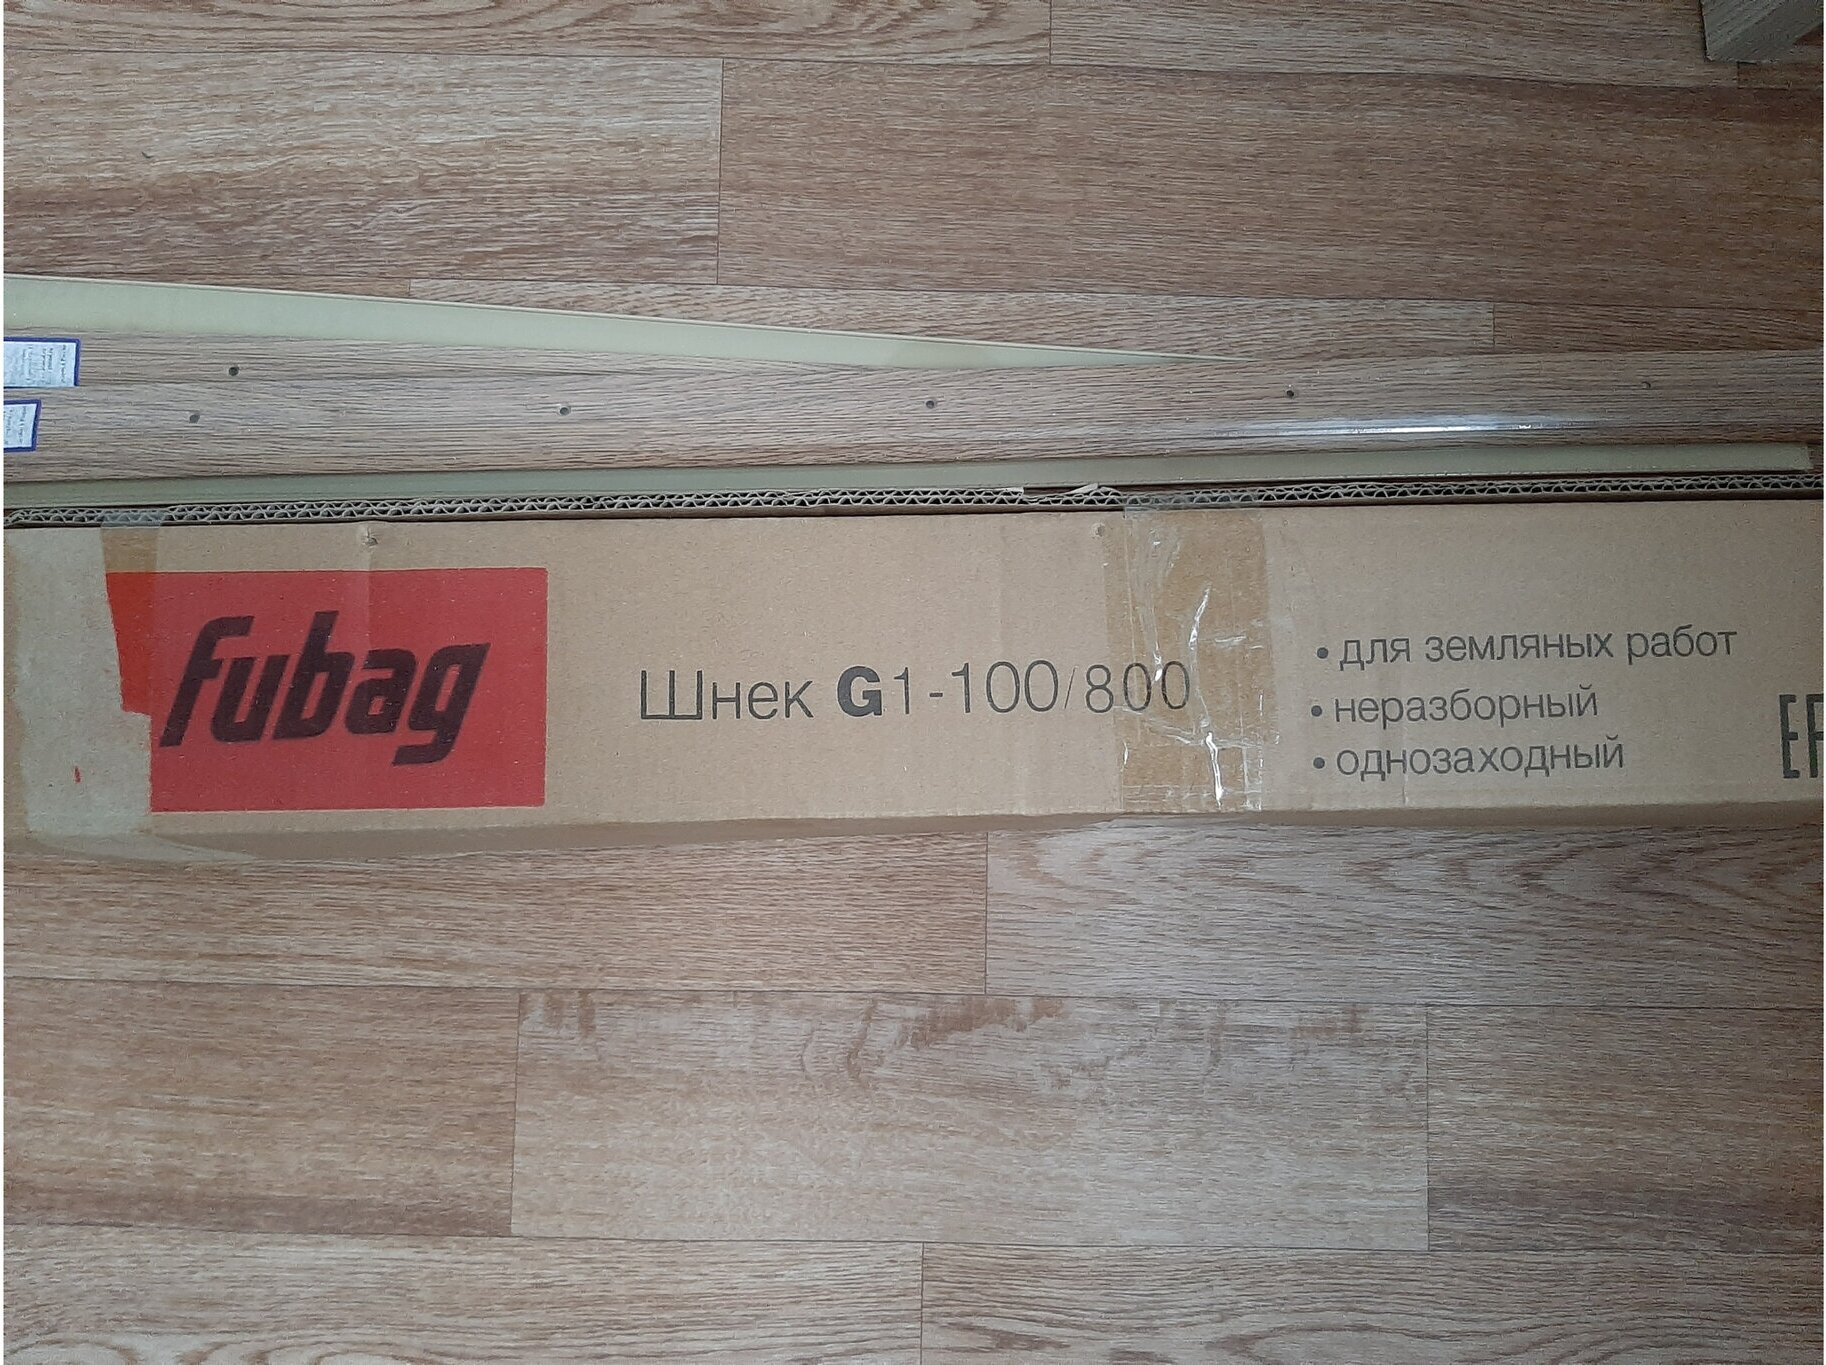 fubag
Шнек G1-100/800
• для земляных работ
• неразборный
• однозаходный